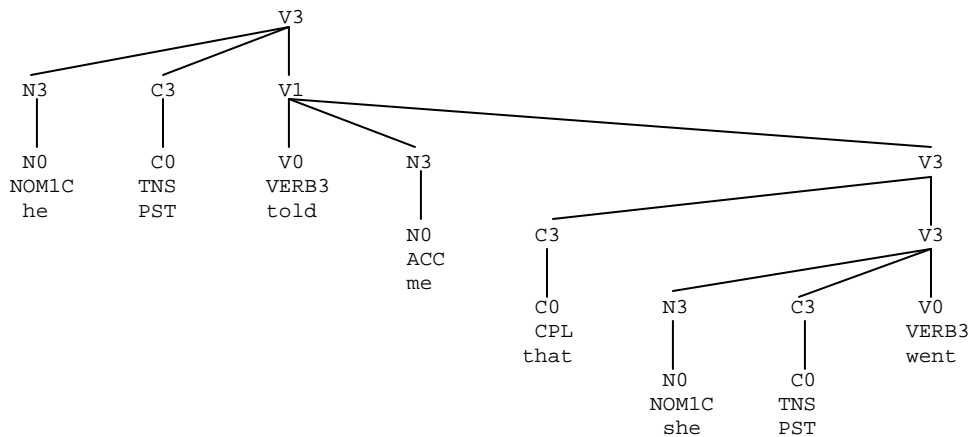 V3
N3 C3 V1
N0 C0 V0 N3 V3
NOM1C TNS VERB3
he PST told
N0 C3 V3
ACC
me
C0 N3 C3 V0
CPL VERB3
that went
N0 C0
NOM1C TNS
she PST